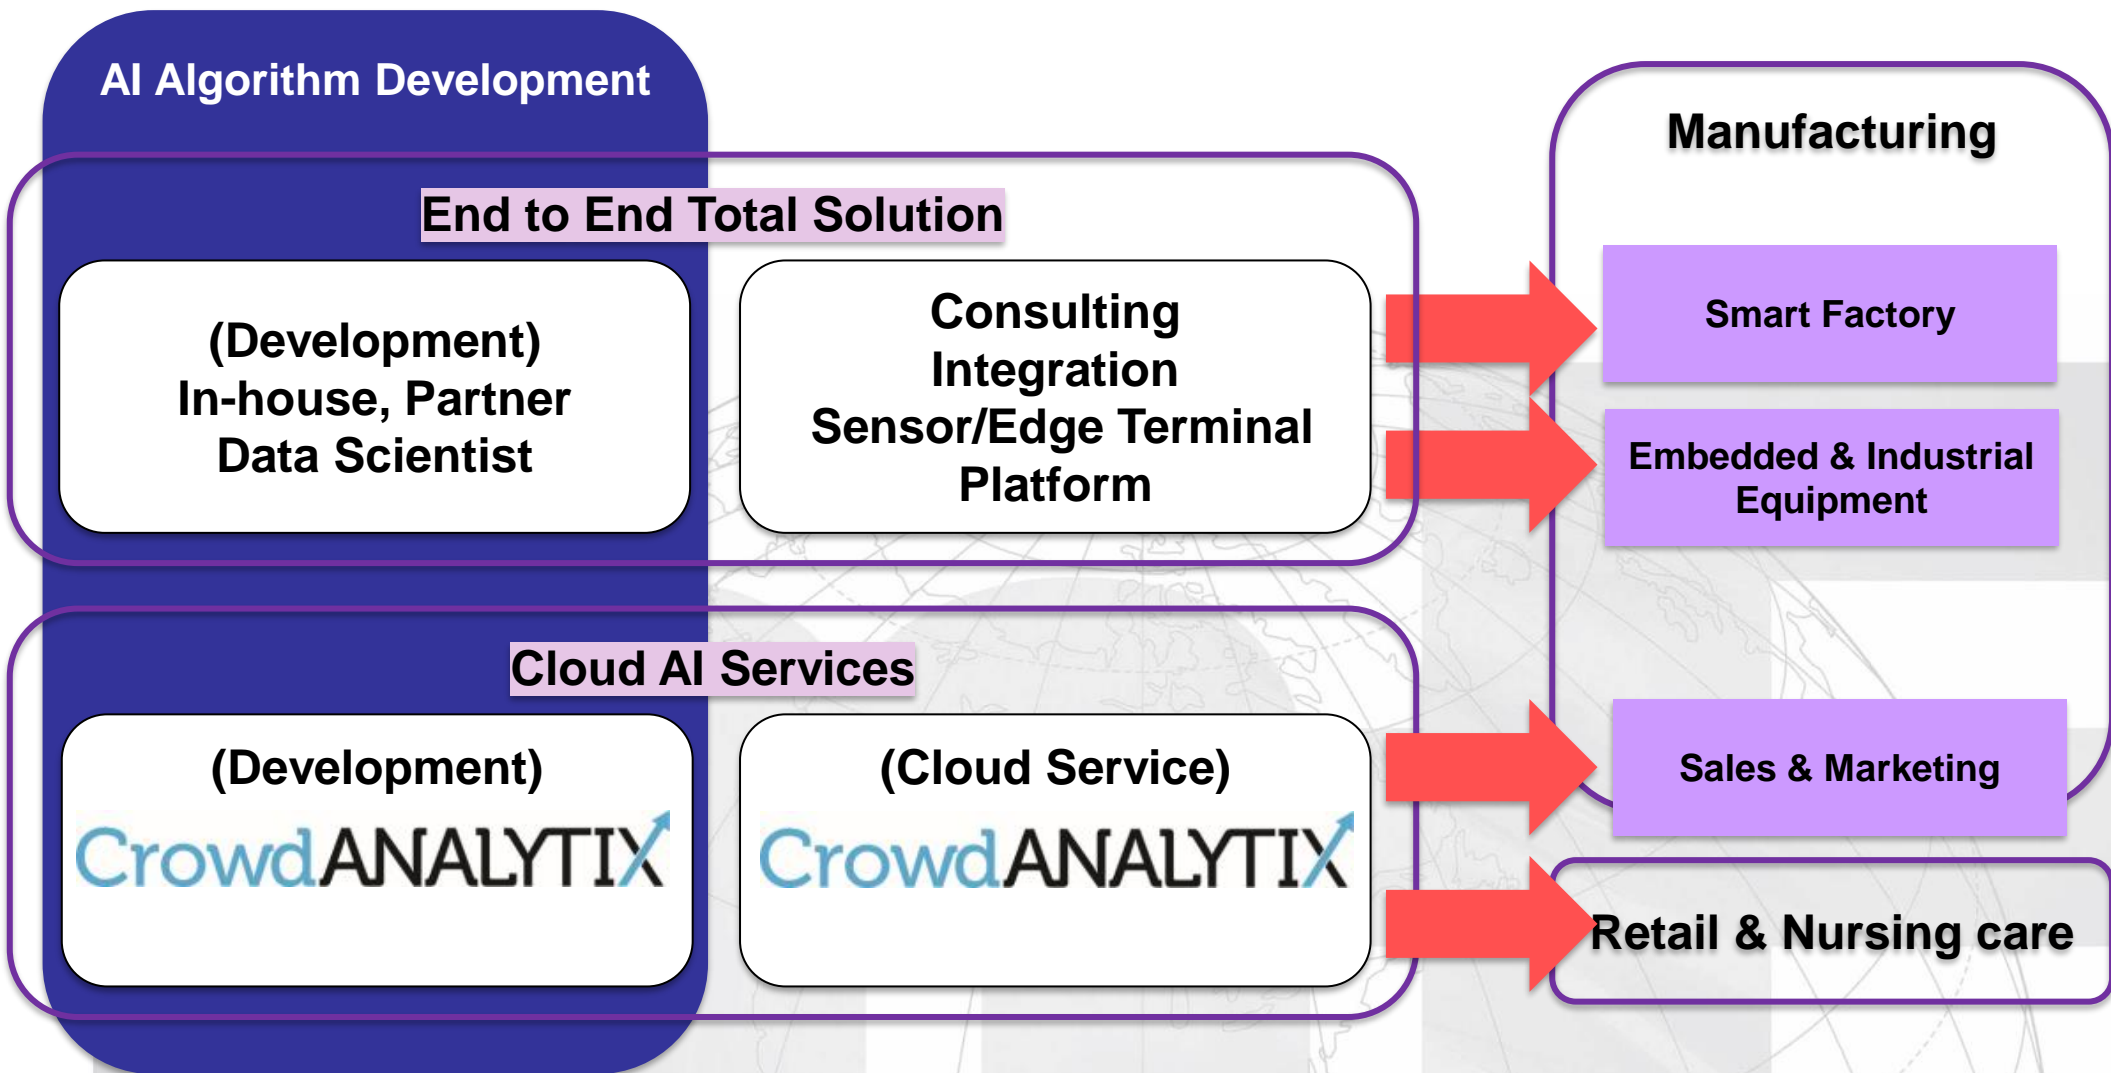 AI Algorithm Development
End to End Total Solution
(Development)
In-house, Partner
Data Scientist
Consulting
Integration
Sensor/Edge Terminal
Platform
Manufacturing
Smart Factory
Embedded & Industrial
Equipment
Cloud AI Services
(Development)
CrowdANALYTIX
(Cloud Service)
CrowdANALYTIX
Sales & Marketing
Retail & Nursing care